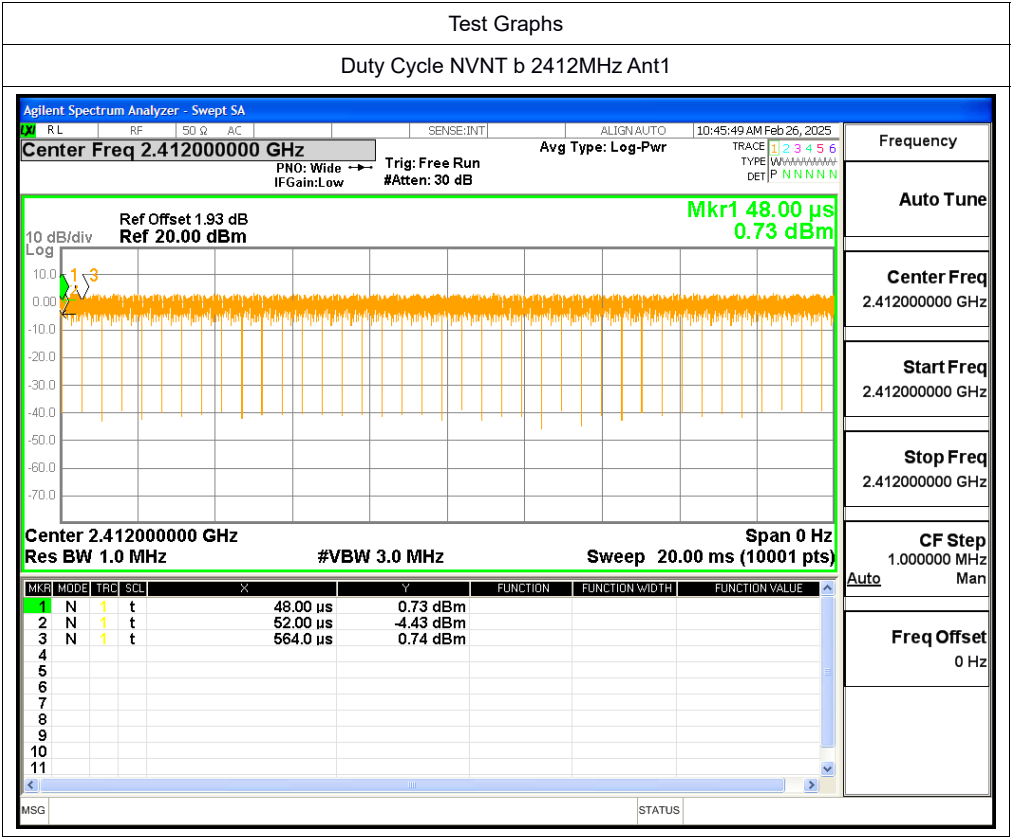 Test Graphs
Duty Cycle NVNT b 2412MHz Ant1
Agilent Spectrum Analyzer - Swept SA
LXI RL RF 50 Ω AC SENSE:INT ALIGN AUTO 10:45:49 AM Feb 26, 2025
Center Freq 2.412000000 GHz
PNO: Wide
IFGain:Low
Trig: Free Run
#Atten: 30 dB
Avg Type: Log-Pwr
TRACE 1 2 3 4 5 6
TYPE
DET P N N N N N
Ref Offset 1.93 dB
10 dB/div Ref 20.00 dBm
Log
Mkr1 48.00 µs
0.73 dBm
10.0
0.00
-10.0
-20.0
-30.0
-40.0
-50.0
-60.0
-70.0
1 3
Center 2.412000000 GHz Span 0 Hz
Res BW 1.0 MHz #VBW 3.0 MHz Sweep 20.00 ms (10001 pts)
MKR MODE TRC SCL X Y FUNCTION FUNCTION WIDTH FUNCTION VALUE
1 N 1 t 48.00 µs 0.73 dBm
2 N 1 t 52.00 µs -4.43 dBm
3 N 1 t 564.0 µs 0.74 dBm
4
5
6
7
8
9
10
11
MSG STATUS
Frequency
Auto Tune
Center Freq
2.412000000 GHz
Start Freq
2.412000000 GHz
Stop Freq
2.412000000 GHz
CF Step
1.000000 MHz
Auto Man
Freq Offset
0 Hz